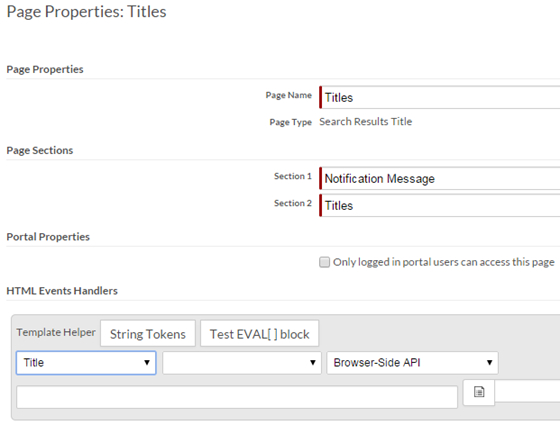 Page Properties: Titles
Page Properties
Page Name Titles
Page Type Search Results Title
Page Sections
Section 1 Notification Message
Section 2 Titles
Portal Properties
Only logged in portal users can access this page
HTML Events Handlers
Template Helper String Tokens Test EVAL[ ] block
Title Browser-Side API